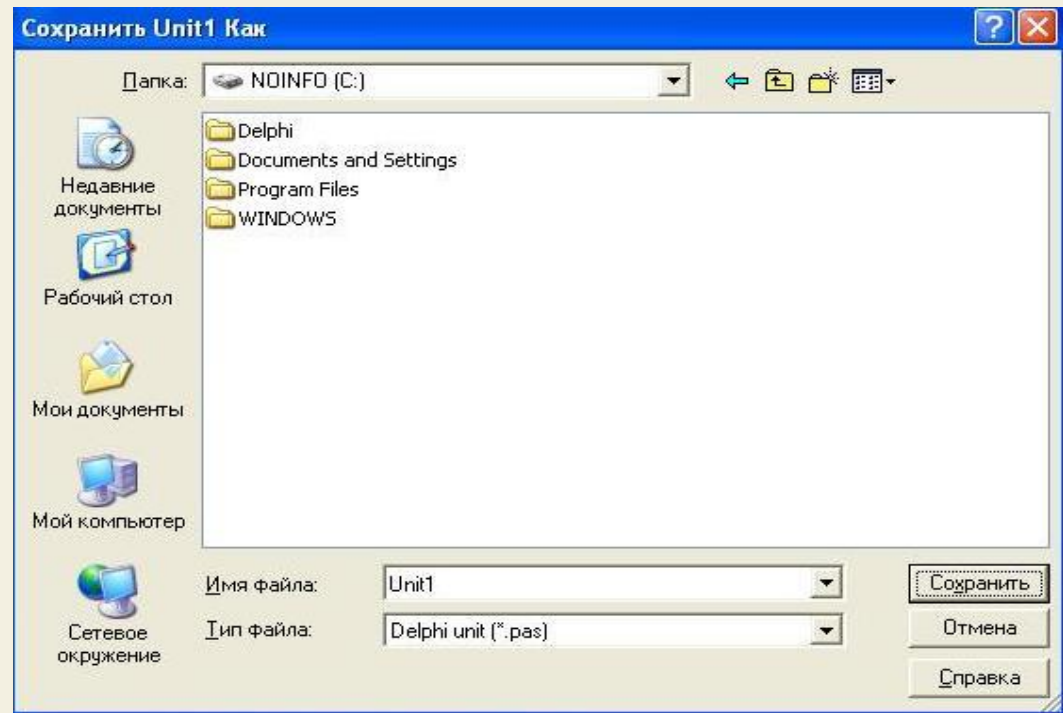 Сохранить Unit1 Как
Папка:
NOINFO (C:)
Delphi
Documents and Settings
Program Files
WINDOWS
Недавние
документы
Рабочий стол
Мои документы
Мой компьютер
Сетевое
окружение
Имя файла:
Unit1
Сохранить
Тип файла:
Delphi unit (*.pas)
Отмена
Справка